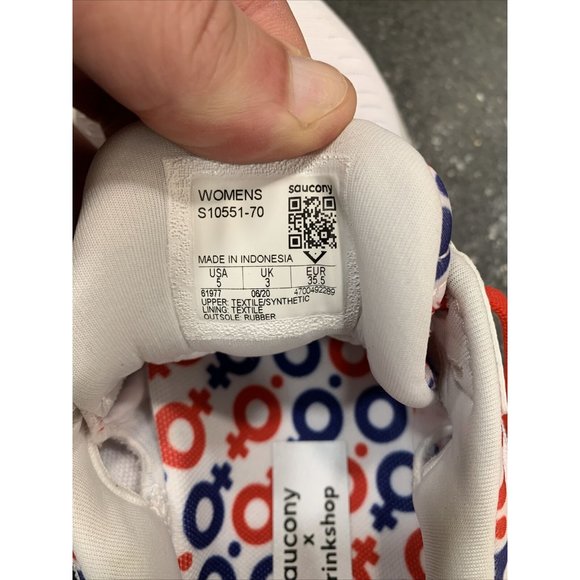 WOMENS saucony
S10551-70
MADE IN INDONESIA
USA UK EUR
5 3 35.5
61977 06/20 4700492289
UPPER: TEXTILE/SYNTHETIC
LINING: TEXTILE
OUTSOLE: RUBBER
saucony
x
rinkshop